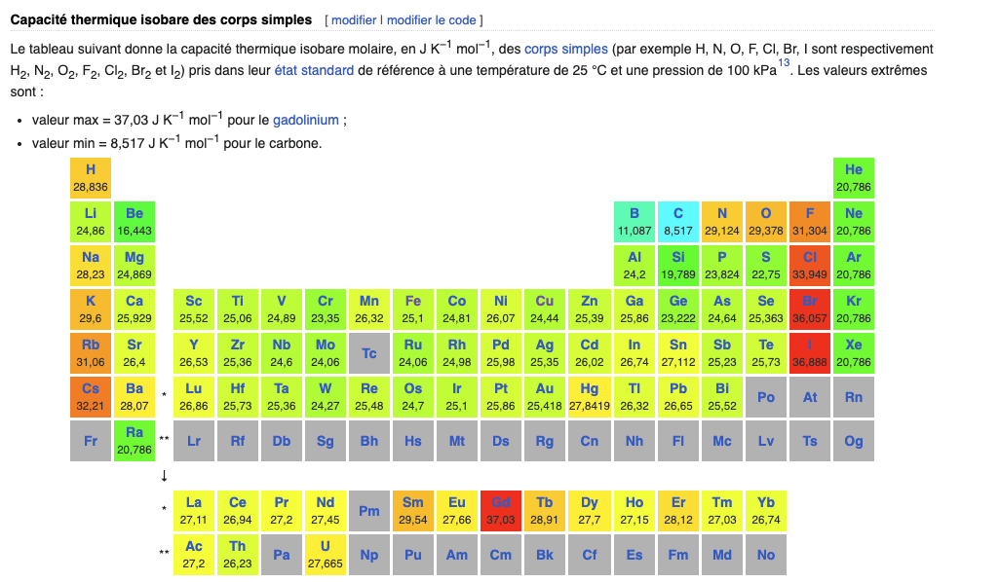 Capacité thermique isobare des corps simples [ modifier | modifier le code ]
Le tableau suivant donne la capacité thermique isobare molaire, en J K−1 mol−1, des corps simples (par exemple H, N, O, F, Cl, Br, I sont respectivement
H2, N2, O2, F2, Cl2, Br2 et I2) pris dans leur état standard de référence à une température de 25 °C et une pression de 100 kPa13. Les valeurs extrêmes
sont :
• valeur max = 37,03 J K−1 mol−1 pour le gadolinium ;
• valeur min = 8,517 J K−1 mol−1 pour le carbone.
H He
28,836 20,786
Li Be B C N O F Ne
24,86 16,443 11,087 8,517 29,124 29,378 31,304 20,786
Na Mg Al Si P S Cl Ar
28,23 24,869 24,2 19,789 23,824 22,75 33,949 20,786
K Ca Sc Ti V Cr Mn Fe Co Ni Cu Zn Ga Ge As Se Br Kr
29,6 25,929 25,52 25,06 24,89 23,35 26,32 25,1 24,81 26,07 24,44 25,39 25,86 23,222 24,64 25,363 36,057 20,786
Rb Sr Y Zr Nb Mo Tc Ru Rh Pd Ag Cd In Sn Sb Te I Xe
31,06 26,4 26,53 25,36 24,6 24,06 24,06 24,98 25,98 25,35 26,02 26,74 27,112 25,23 25,73 36,888 20,786
Cs Ba * Lu Hf Ta W Re Os Ir Pt Au Hg Tl Pb Bi Po At Rn
32,21 28,07 26,86 25,73 25,36 24,27 25,48 24,7 25,1 25,86 25,418 27,8419 26,32 26,65 25,52
Fr Ra ** Lr Rf Db Sg Bh Hs Mt Ds Rg Cn Nh Fl Mc Lv Ts Og
20,786
↓
* La Ce Pr Nd Pm Sm Eu Gd Tb Dy Ho Er Tm Yb
27,11 26,94 27,2 27,45 29,54 27,66 37,03 28,91 27,7 27,15 28,12 27,03 26,74
** Ac Th Pa U Np Pu Am Cm Bk Cf Es Fm Md No
27,2 26,23 27,665